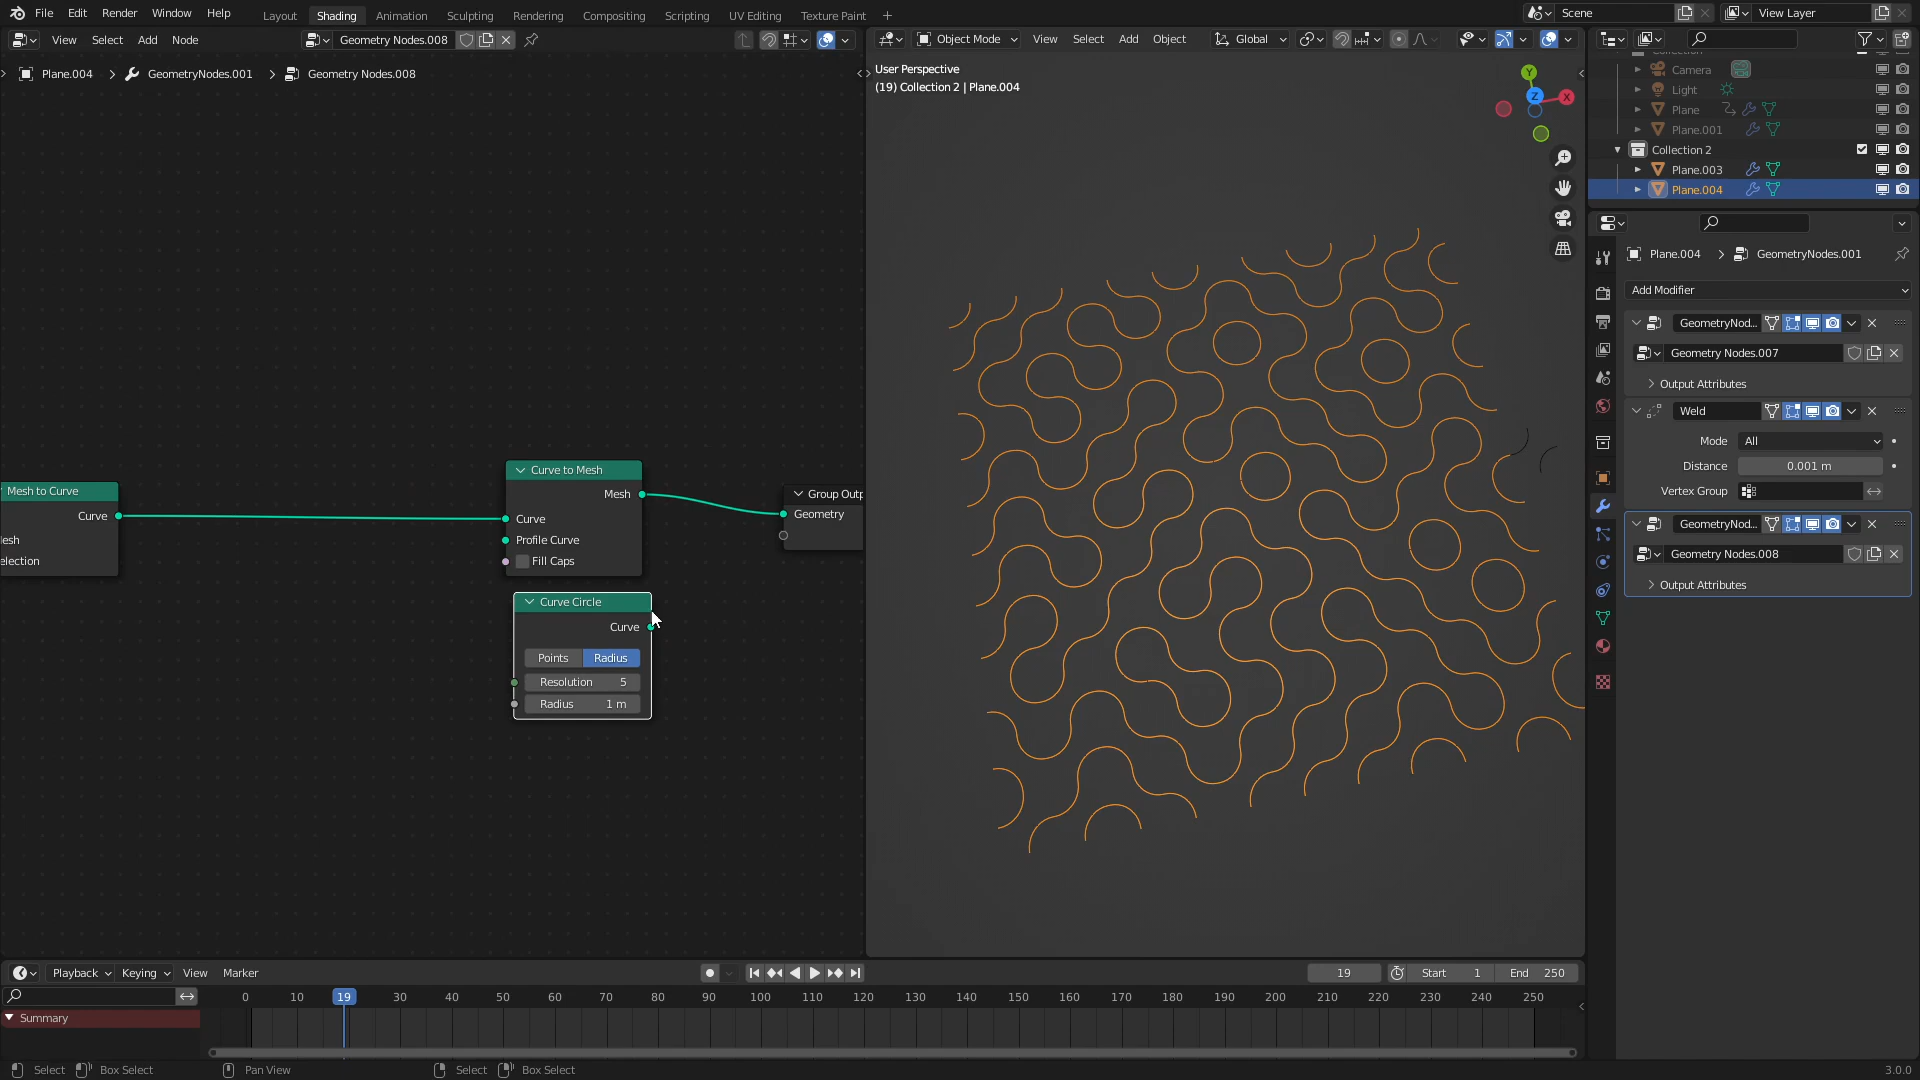 File Edit Render Window Help
Layout Shading Animation Sculpting Rendering Compositing Scripting UV Editing Texture Paint +
Scene
View Layer
View Select Add Node
Geometry Nodes.008
Plane.004 > GeometryNodes.001 > Geometry Nodes.008
Mesh to Curve
Curve
esh
election
Curve to Mesh
Mesh
Curve
Profile Curve
Fill Caps
Group Outp
Geometry
Curve Circle
Curve
Points Radius
Resolution 5
Radius 1 m
Object Mode View Select Add Object Global
User Perspective
(19) Collection 2 | Plane.004
Y
Z
X
Collection
Camera
Light
Plane
Plane.001
Collection 2
Plane.003
Plane.004
Plane.004 > GeometryNodes.001
Add Modifier
GeometryNod...
Geometry Nodes.007
Output Attributes
Weld
Mode All
Distance 0.001 m
Vertex Group
GeometryNod...
Geometry Nodes.008
Output Attributes
Playback Keying View Marker
19 Start 1 End 250
0 10 19 30 40 50 60 70 80 90 100 110 120 130 140 150 160 170 180 190 200 210 220 230 240 250
Summary
Select Box Select Pan View Select Box Select
3.0.0